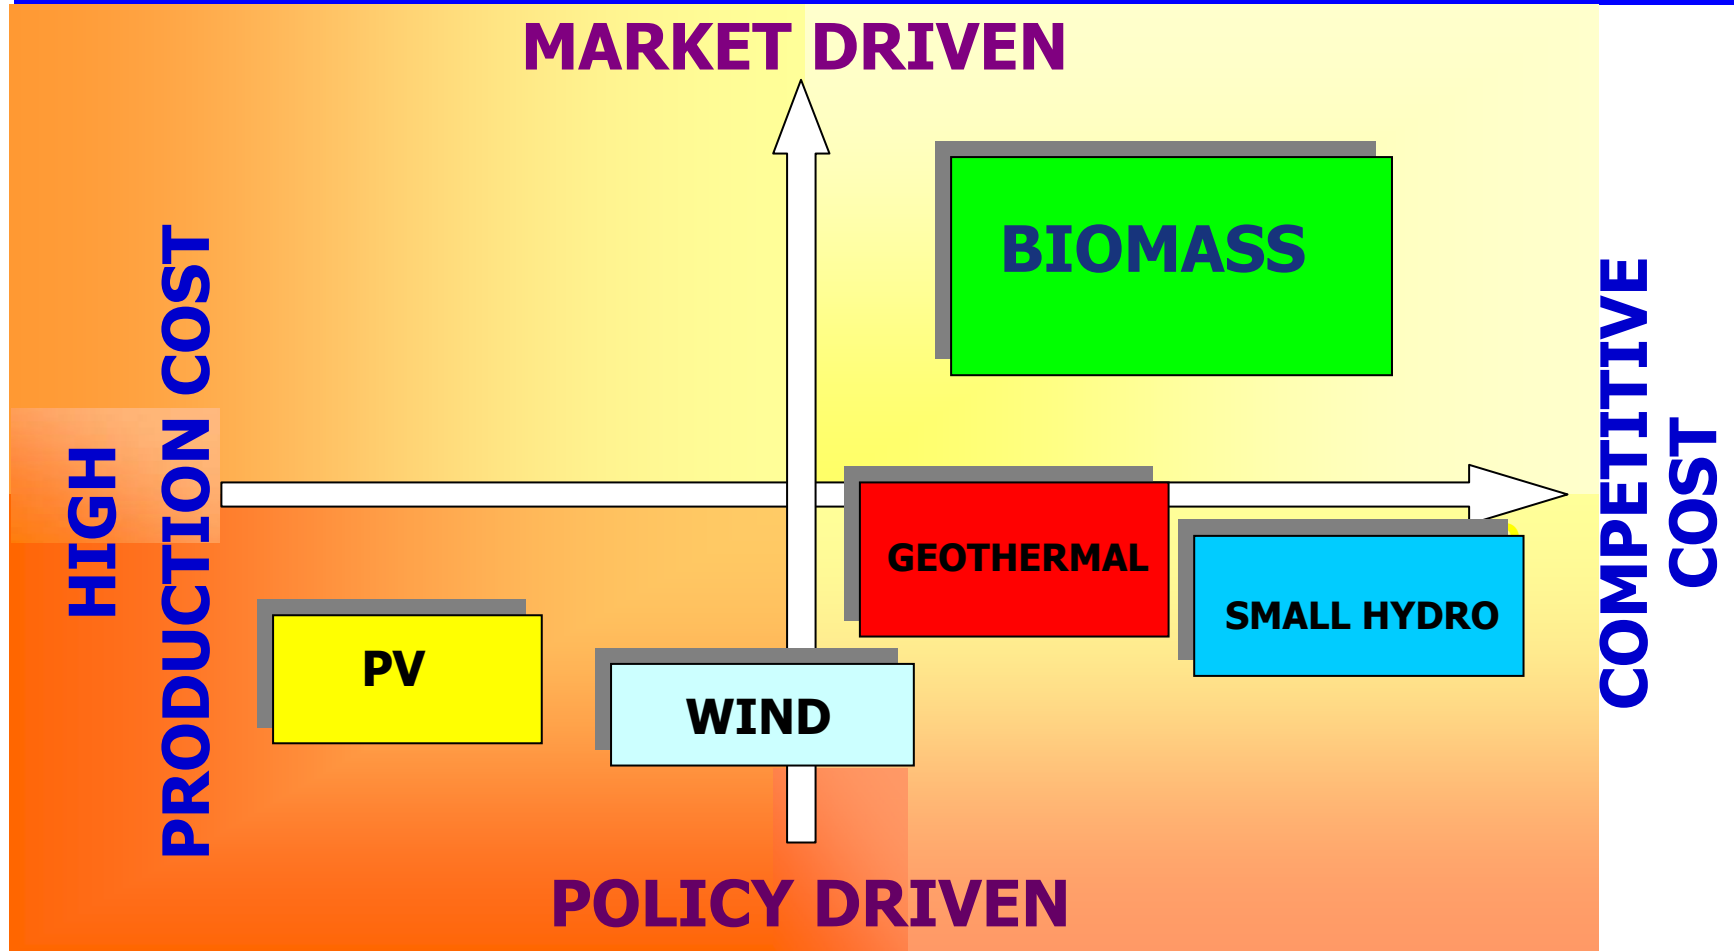 MARKET DRIVEN
BIOMASS
HIGH
PRODUCTION COST
COMPETITIVE
COST
GEOTHERMAL
SMALL HYDRO
PV
WIND
POLICY DRIVEN